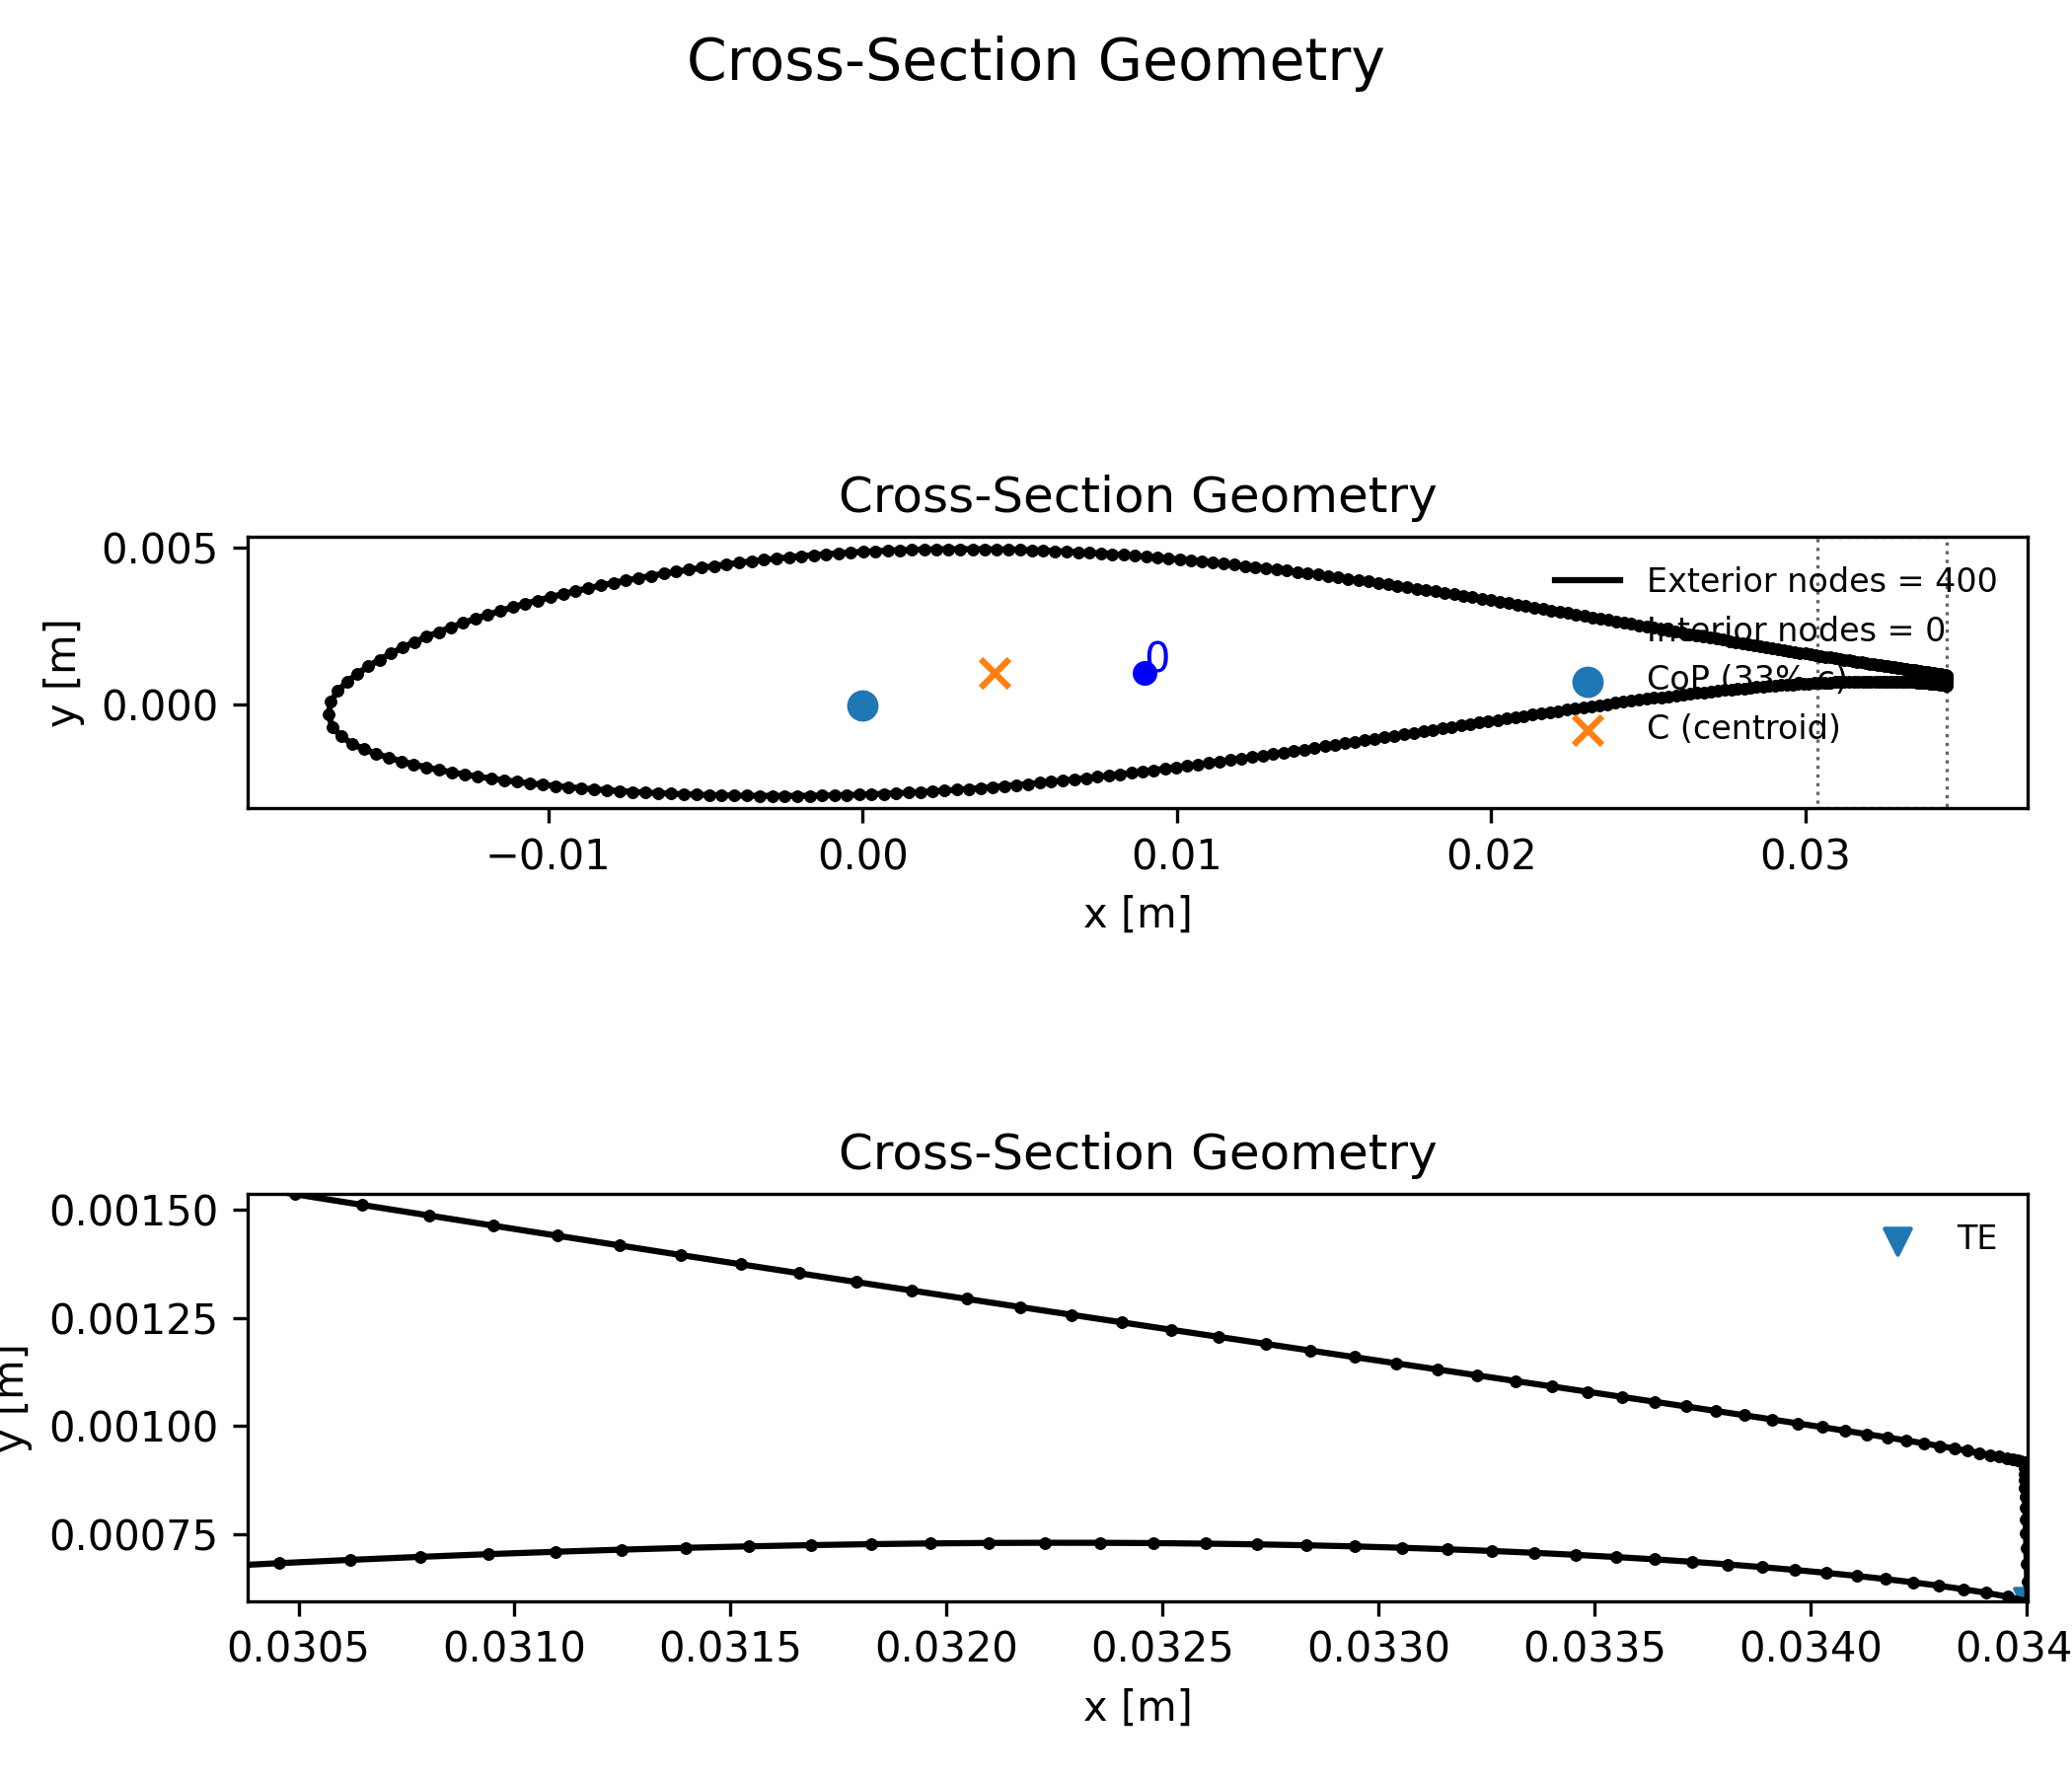 Cross-Section Geometry
Cross-Section Geometry
0.005
0.000
y [m]
Exterior nodes = 400
Interior nodes = 0
CoP (33% c)
C (centroid)
0
−0.01
0.00
0.01
0.02
0.03
x [m]
Cross-Section Geometry
0.00150
0.00125
0.00100
0.00075
y [m]
TE
0.0305
0.0310
0.0315
0.0320
0.0325
0.0330
0.0335
0.0340
0.034
x [m]